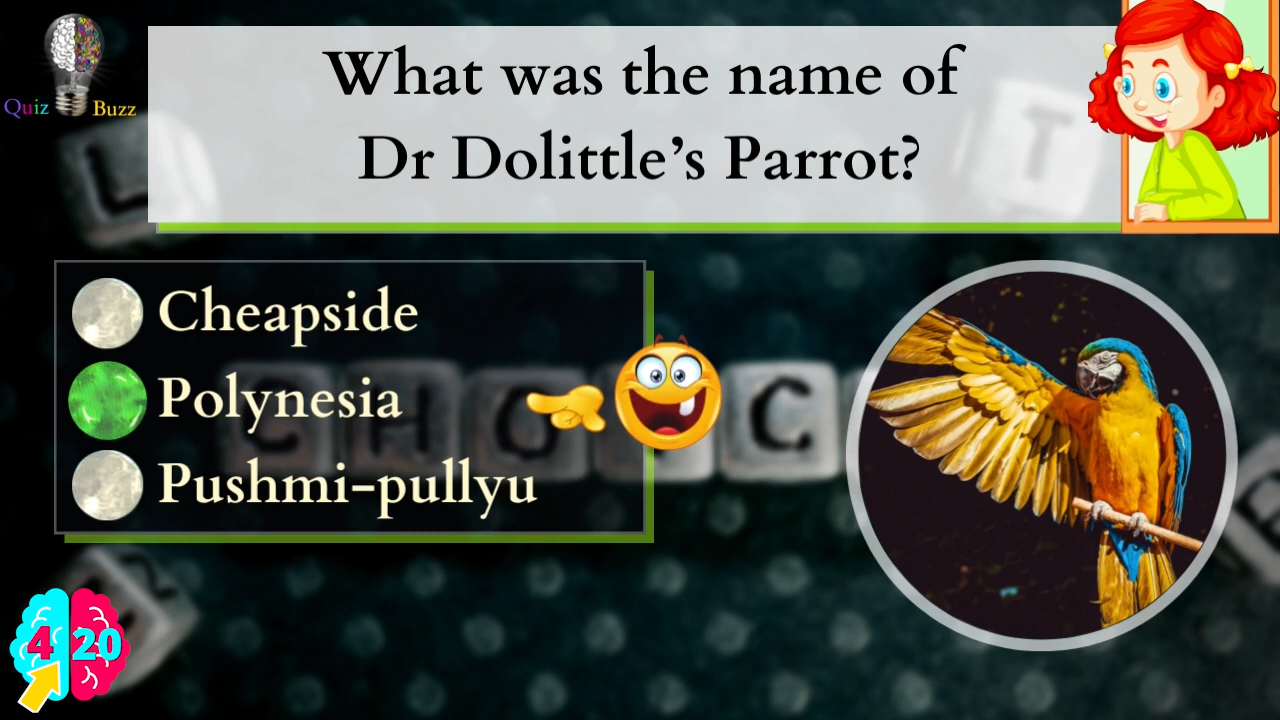 Quiz Buzz
What was the name of
Dr Dolittle’s Parrot?
T
L
Cheapside
Polynesia
Pushmi-pullyu
C H O I C
4 20